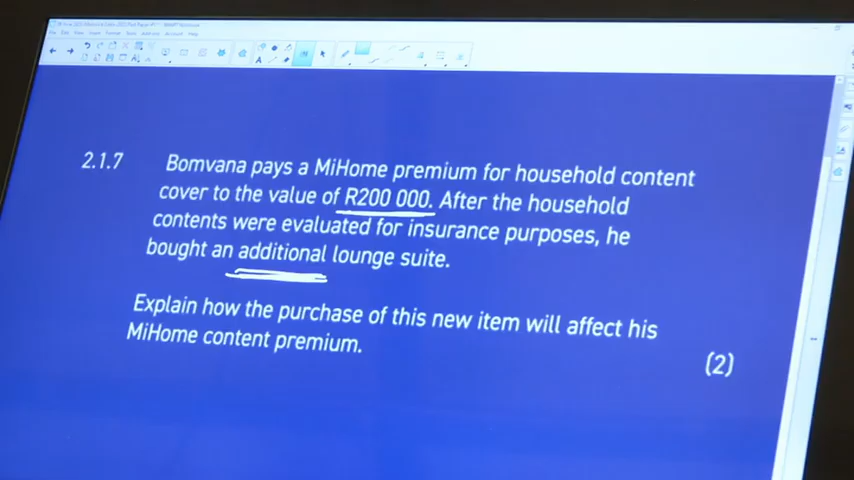 2.1.7 Bomvana pays a MiHome premium for household content
cover to the value of R200 000. After the household
contents were evaluated for insurance purposes, he
bought an additional lounge suite.
Explain how the purchase of this new item will affect his
MiHome content premium.
(2)